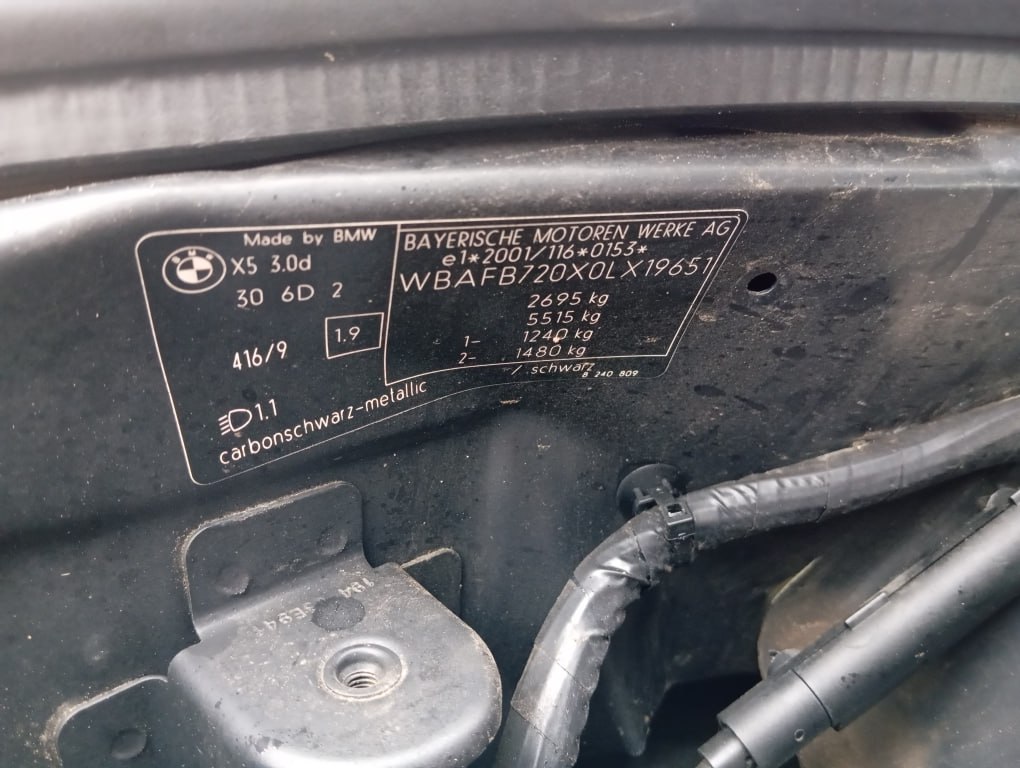 Made by BMW
BMW
X5 3.0d
30 6D 2
416/9
1.9
1.1
carbonschwarz-metallic
BAYERISCHE MOTOREN WERKE AG
e1*2001/116*0153*
WBAFB720X0LX19651
2695 kg
5515 kg
1- 1240 kg
2- 1480 kg
/ schwarz
8 240 809